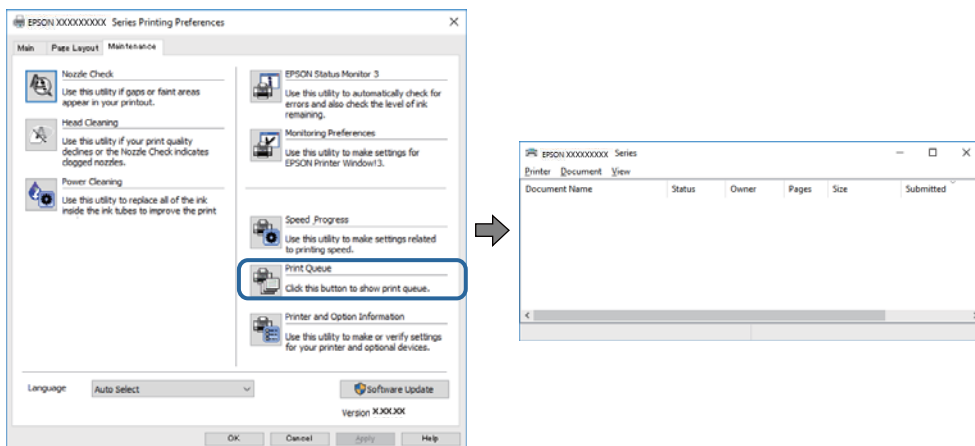 EPSON XXXXXXXXX Series Printing Preferences
Main Page Layout Maintenance
Nozzle Check
Use this utility if gaps or faint areas
appear in your printout.
Head Cleaning
Use this utility if your print quality
declines or the Nozzle Check indicates
clogged nozzles.
Power Cleaning
Use this utility to replace all of the ink
inside the ink tubes to improve the print
EPSON Status Monitor 3
Use this utility to automatically check for
errors and also check the level of ink
remaining.
Monitoring Preferences
Use this utility to make settings for
EPSON Printer Window!3.
Speed Progress
Use this utility to make settings related
to printing speed.
Print Queue
Click this button to show print queue.
Printer and Option Information
Use this utility to make or verify settings
for your printer and optional devices.
Language Auto Select
Software Update
Version X.XX.XX
OK Cancel Apply Help
EPSON XXXXXXXXX Series
Printer Document View
Document Name Status Owner Pages Size Submitted